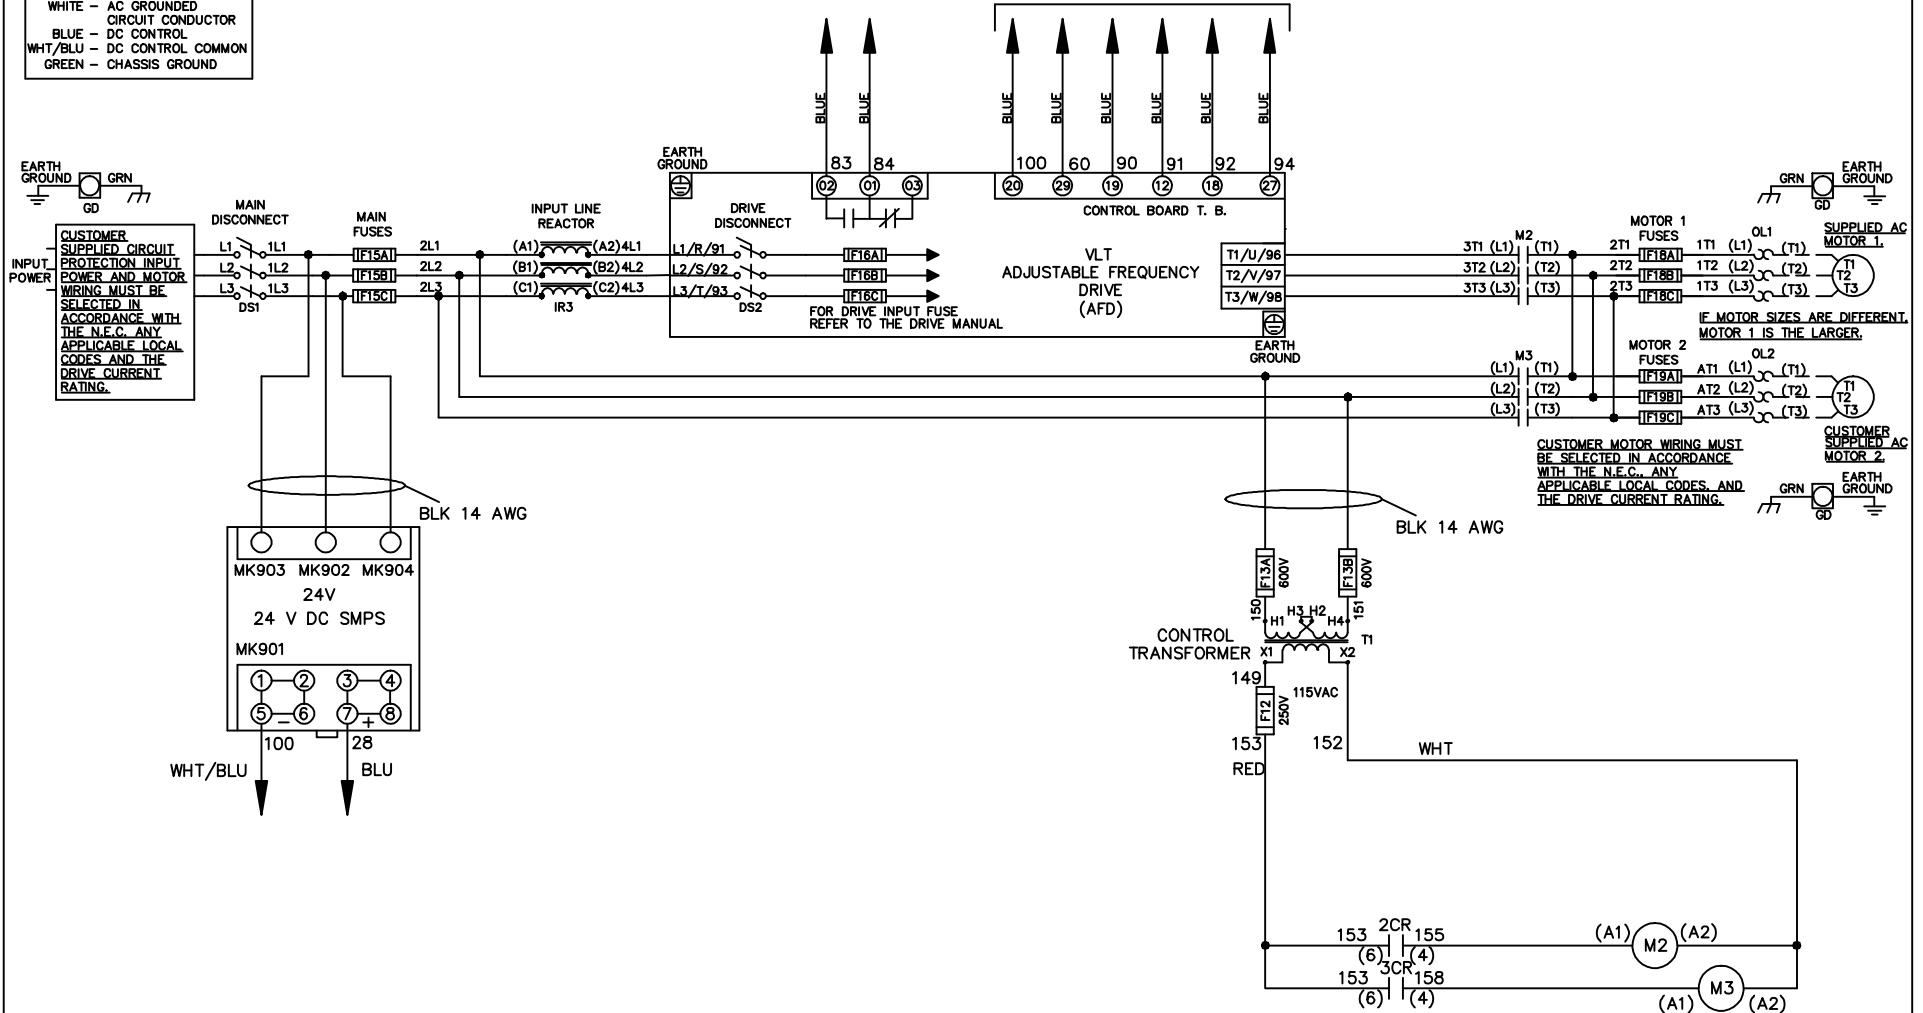 WHITE – AC GROUNDED
CIRCUIT CONDUCTOR
BLUE – DC CONTROL
WHT/BLU – DC CONTROL COMMON
GREEN – CHASSIS GROUND
BLUE
BLUE
BLUE
BLUE
BLUE
BLUE
BLUE
BLUE
EARTH
GROUND
GRN
GD
INPUT
POWER
CUSTOMER
SUPPLIED CIRCUIT
PROTECTION INPUT
POWER AND MOTOR
WIRING MUST BE
SELECTED IN
ACCORDANCE WITH
THE N.E.C. ANY
APPLICABLE LOCAL
CODES AND THE
DRIVE CURRENT
RATING.
MAIN
DISCONNECT
L1 1L1
L2 1L2
L3 1L3
DS1
MAIN
FUSES
F15A
F15B
F15C
2L1
2L2
2L3
INPUT LINE
REACTOR
(A1) (A2) 4L1
(B1) (B2) 4L2
(C1) (C2) 4L3
IR3
EARTH
GROUND
83 84
02 01 03
100 60 90 91 92 94
20 29 19 12 18 27
CONTROL BOARD T. B.
DRIVE
DISCONNECT
L1/R/91
L2/S/92
L3/T/93
DS2
F16A
F16B
F16C
FOR DRIVE INPUT FUSE
REFER TO THE DRIVE MANUAL
VLT
ADJUSTABLE FREQUENCY
DRIVE
(AFD)
T1/U/96
T2/V/97
T3/W/98
EARTH
GROUND
M2
3T1 (L1) (T1)
3T2 (L2) (T2)
3T3 (L3) (T3)
MOTOR 1
FUSES
2T1 F18A 1T1 (L1) (T1)
2T2 F18B 1T2 (L2) (T2)
2T3 F18C 1T3 (L3) (T3)
OL1
GRN
GD
EARTH
GROUND
SUPPLIED AC
MOTOR 1.
T1
T2
T3
IF MOTOR SIZES ARE DIFFERENT,
MOTOR 1 IS THE LARGER.
M3
(L1) (T1)
(L2) (T2)
(L3) (T3)
MOTOR 2
FUSES
F19A AT1 (L1) (T1)
F19B AT2 (L2) (T2)
F19C AT3 (L3) (T3)
OL2
T1
T2
T3
CUSTOMER
SUPPLIED AC
MOTOR 2.
CUSTOMER MOTOR WIRING MUST
BE SELECTED IN ACCORDANCE
WITH THE N.E.C., ANY
APPLICABLE LOCAL CODES, AND
THE DRIVE CURRENT RATING.
GRN
GD
EARTH
GROUND
BLK 14 AWG
MK903 MK902 MK904
24V
24 V DC SMPS
MK901
1 2 3 4
5 – 6 7 + 8
100 28
WHT/BLU BLU
BLK 14 AWG
F13A
600V
F13B
600V
150
151
H1 H3 H2 H4
T1
CONTROL
TRANSFORMER
X1 X2
149
115VAC
F12
250V
153
RED
152
WHT
2CR
153 155
(6) (4)
(A1) M2 (A2)
3CR
153 158
(6) (4)
(A1) M3 (A2)